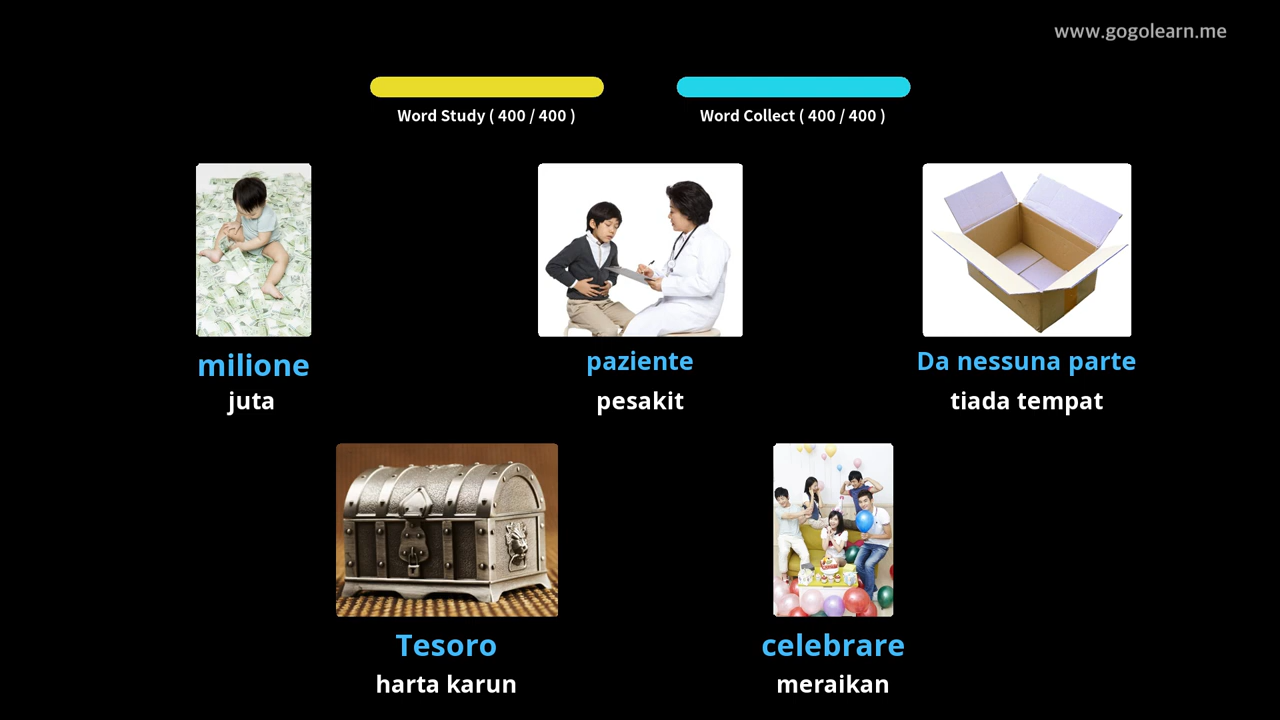 www.gogolearn.me
Word Study ( 400 / 400 )
Word Collect ( 400 / 400 )
milione
juta
paziente
pesakit
Da nessuna parte
tiada tempat
Tesoro
harta karun
celebrare
meraikan